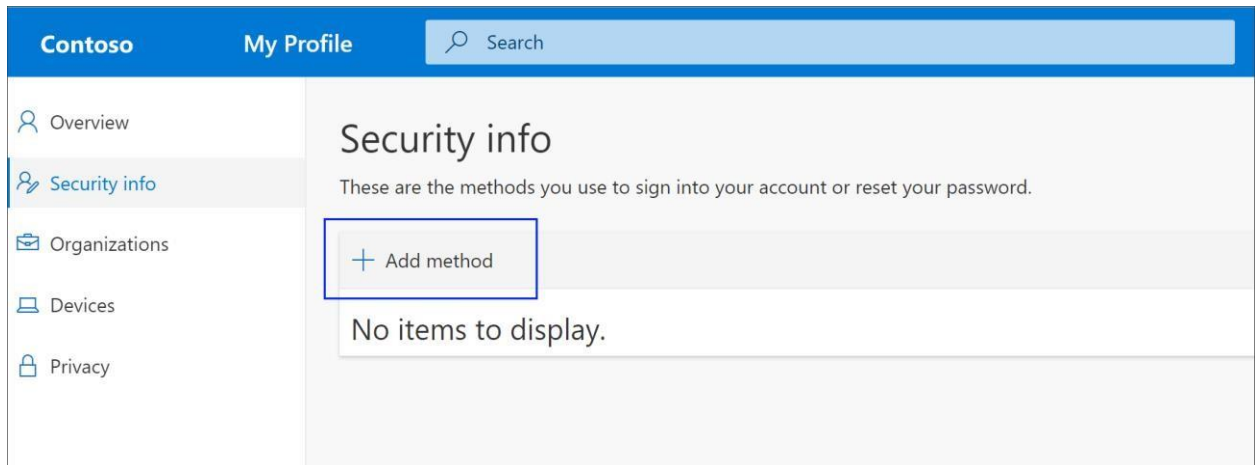 Contoso
My Profile
Search
Overview
Security info
Organizations
Devices
Privacy
Security info
These are the methods you use to sign into your account or reset your password.
Add method
No items to display.